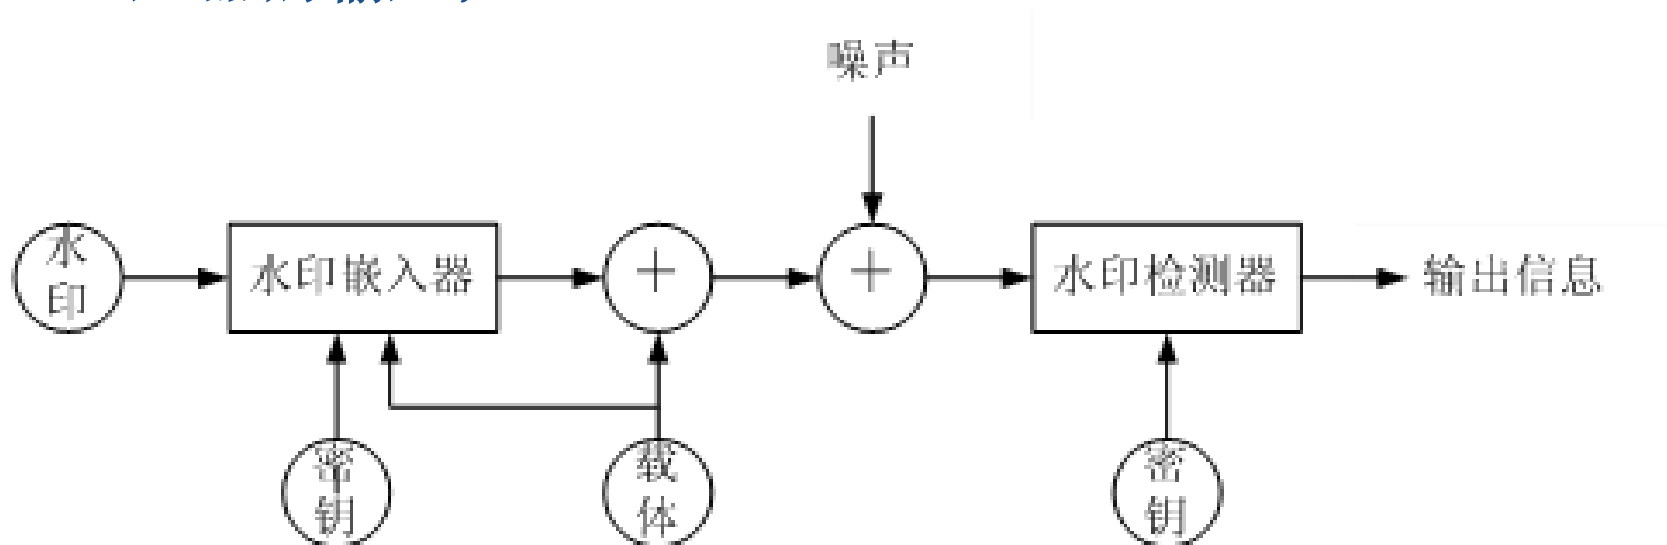 噪声
水
印
水印嵌入器
+
+
水印检测器
输出信息
密
钥
载
体
密
钥